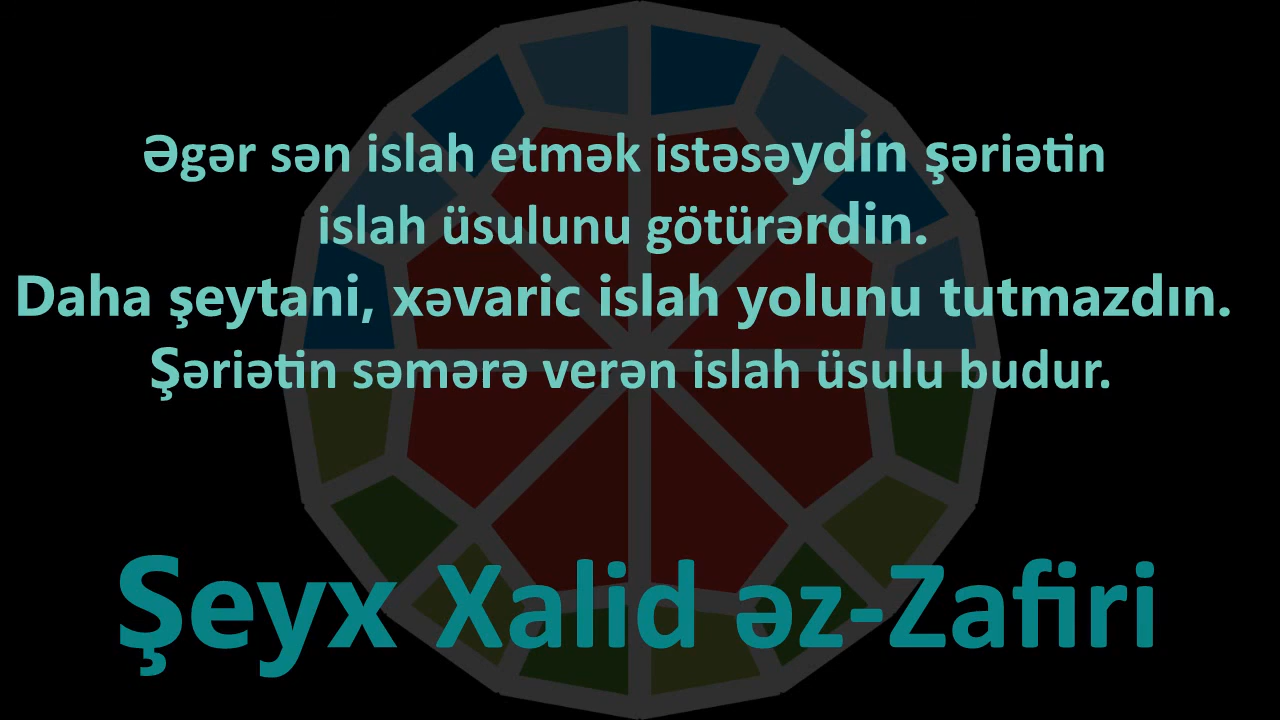 Əgər sən islah etmək istəsəydin şəriətin
islah üsulunu götürərdin.
Daha şeytani, xəvaric islah yolunu tutmazdın.
Şəriətin səmərə verən islah üsulu budur.
Şeyx Xalid əz-Zafiri